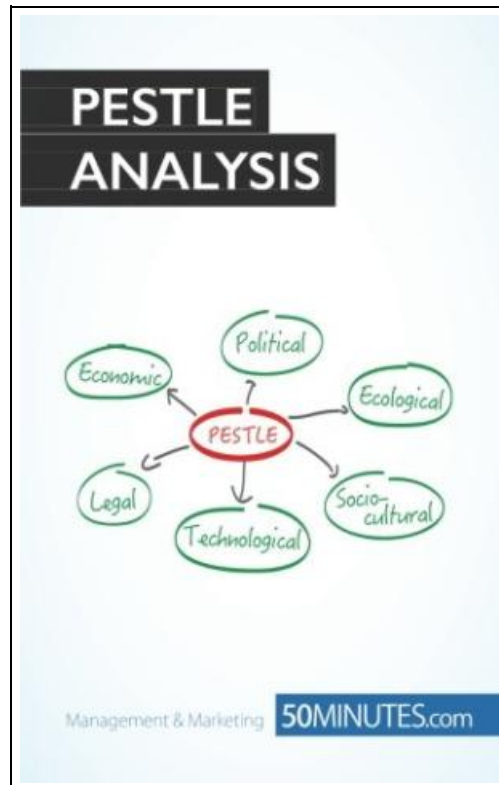 PESTLE
ANALYSIS
Political
Economic
Ecological
PESTLE
Legal
Socio-
cultural
Technological
Management & Marketing 50MINUTES.com